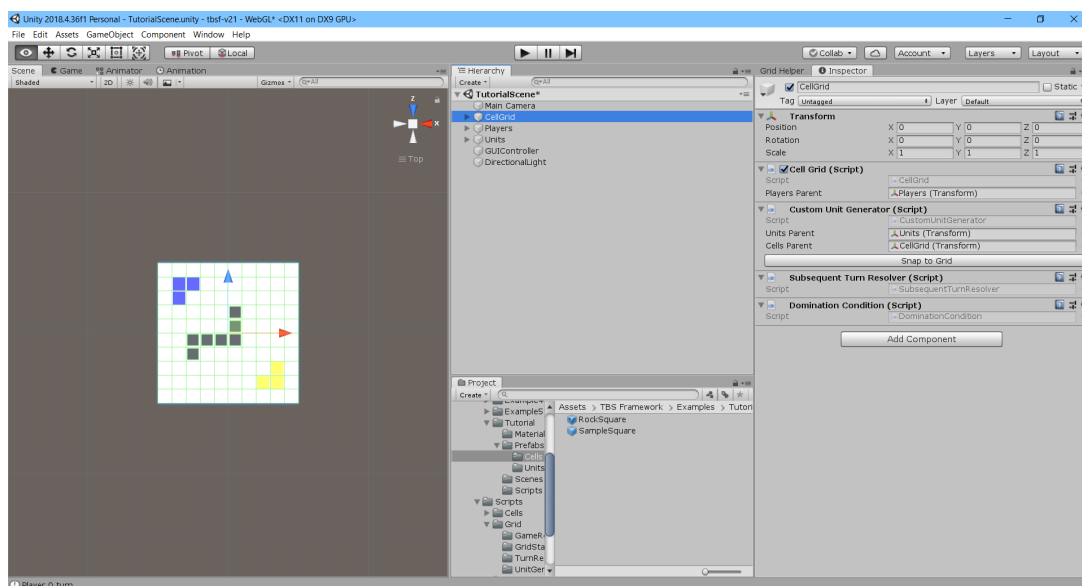 Unity 2018.4.36f1 Personal - TutorialScene.unity - tbsf-v21 - WebGL* <DX11 on DX9 GPU>
File Edit Assets GameObject Component Window Help
Pivot Local Collab Account Layers Layout
Scene Game Animator Animation
Shaded 2D Gizmos All
z
x
Top
Hierarchy
Create All
TutorialScene*
Main Camera
CellGrid
Players
Units
GUIController
DirectionalLight
Project
Create
Example4
Example5
Tutorial
Material
Prefabs
Cells
Units
Scenes
Scripts
Scripts
Cells
Grid
GameR
GridSta
TurnRe
UnitGer
Assets > TBS Framework > Examples > Tutori
RockSquare
SampleSquare
Grid Helper Inspector
CellGrid Static
Tag Untagged Layer Default
Transform
Position X 0 Y 0 Z 0
Rotation X 0 Y 0 Z 0
Scale X 1 Y 1 Z 1
Cell Grid (Script)
Script CellGrid
Players Parent Players (Transform)
Custom Unit Generator (Script)
Script CustomUnitGenerator
Units Parent Units (Transform)
Cells Parent CellGrid (Transform)
Snap to Grid
Subsequent Turn Resolver (Script)
Script SubsequentTurnResolver
Domination Condition (Script)
Script DominationCondition
Add Component
Player 0 turn